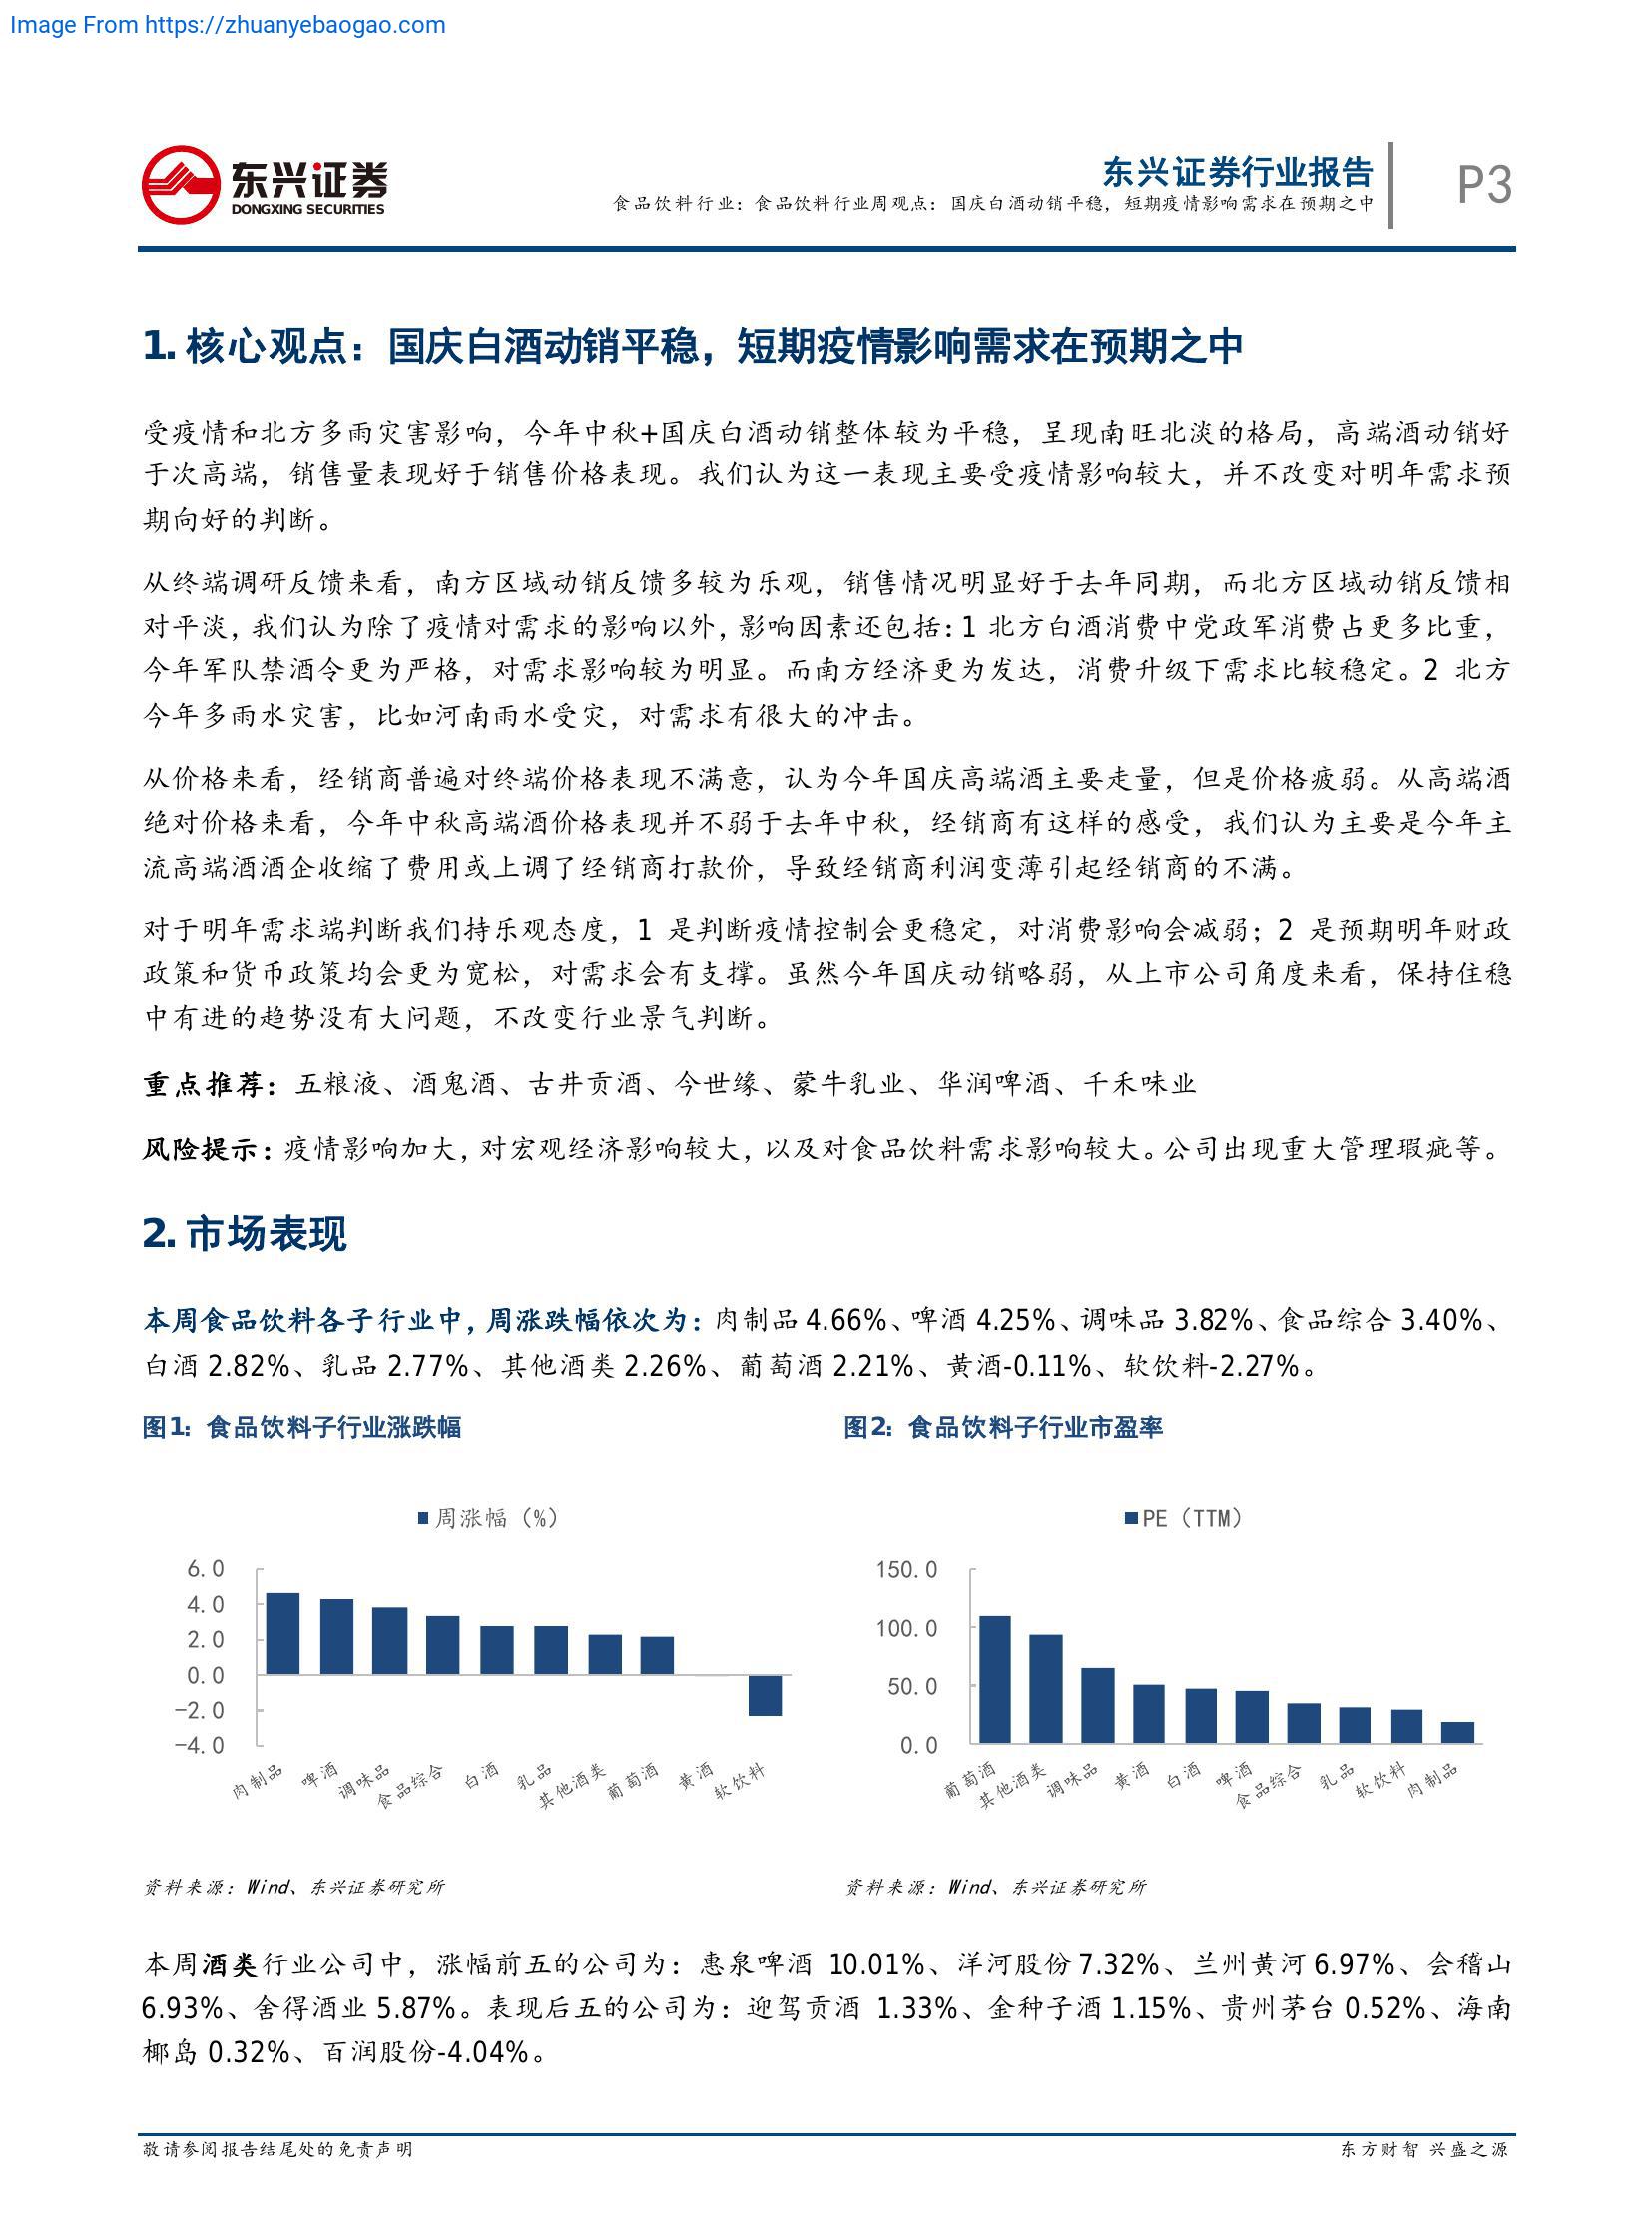 Image From https://zhuanyebaogao.com
东兴证券
DONGXING SECURITIES
东兴证券行业报告
食品饮料行业：食品饮料行业周观点：国庆白酒动销平稳，短期疫情影响需求在预期之中
P3
1. 核心观点：国庆白酒动销平稳，短期疫情影响需求在预期之中
受疫情和北方多雨灾害影响，今年中秋+国庆白酒动销整体较为平稳，呈现南旺北淡的格局，高端酒动销好
于次高端，销售量表现好于销售价格表现。我们认为这一表现主要受疫情影响较大，并不改变对明年需求预
期向好的判断。
从终端调研反馈来看，南方区域动销反馈多较为乐观，销售情况明显好于去年同期，而北方区域动销反馈相
对平淡，我们认为除了疫情对需求的影响以外，影响因素还包括：1 北方白酒消费中党政军消费占更多比重，
今年军队禁酒令更为严格，对需求影响较为明显。而南方经济更为发达，消费升级下需求比较稳定。2 北方
今年多雨水灾害，比如河南雨水受灾，对需求有很大的冲击。
从价格来看，经销商普遍对终端价格表现不满意，认为今年国庆高端酒主要走量，但是价格疲弱。从高端酒
绝对价格来看，今年中秋高端酒价格表现并不弱于去年中秋，经销商有这样的感受，我们认为主要是今年主
流高端酒酒企收缩了费用或上调了经销商打款价，导致经销商利润变薄引起经销商的不满。
对于明年需求端判断我们持乐观态度，1 是判断疫情控制会更稳定，对消费影响会减弱；2 是预期明年财政
政策和货币政策均会更为宽松，对需求会有支撑。虽然今年国庆动销略弱，从上市公司角度来看，保持住稳
中有进的趋势没有大问题，不改变行业景气判断。
重点推荐：五粮液、酒鬼酒、古井贡酒、今世缘、蒙牛乳业、华润啤酒、千禾味业
风险提示：疫情影响加大，对宏观经济影响较大，以及对食品饮料需求影响较大。公司出现重大管理瑕疵等。
2. 市场表现
本周食品饮料各子行业中，周涨跌幅依次为：肉制品 4.66%、啤酒 4.25%、调味品 3.82%、食品综合 3.40%、
白酒 2.82%、乳品 2.77%、其他酒类 2.26%、葡萄酒 2.21%、黄酒-0.11%、软饮料-2.27%。
图1：食品饮料子行业涨跌幅
周涨幅（%）
6.0
4.0
2.0
0.0
-2.0
-4.0
肉制品 啤酒 调味品 食品综合 白酒 乳品 其他酒类 葡萄酒 黄酒 软饮料
资料来源：Wind、东兴证券研究所
图2：食品饮料子行业市盈率
PE（TTM）
150.0
100.0
50.0
0.0
葡萄酒 其他酒类 调味品 黄酒 白酒 啤酒 食品综合 乳品 软饮料 肉制品
资料来源：Wind、东兴证券研究所
本周酒类行业公司中，涨幅前五的公司为：惠泉啤酒 10.01%、洋河股份 7.32%、兰州黄河 6.97%、会稽山
6.93%、舍得酒业 5.87%。表现后五的公司为：迎驾贡酒 1.33%、金种子酒 1.15%、贵州茅台 0.52%、海南
椰岛 0.32%、百润股份-4.04%。
敬请参阅报告结尾处的免责声明
东方财智 兴盛之源